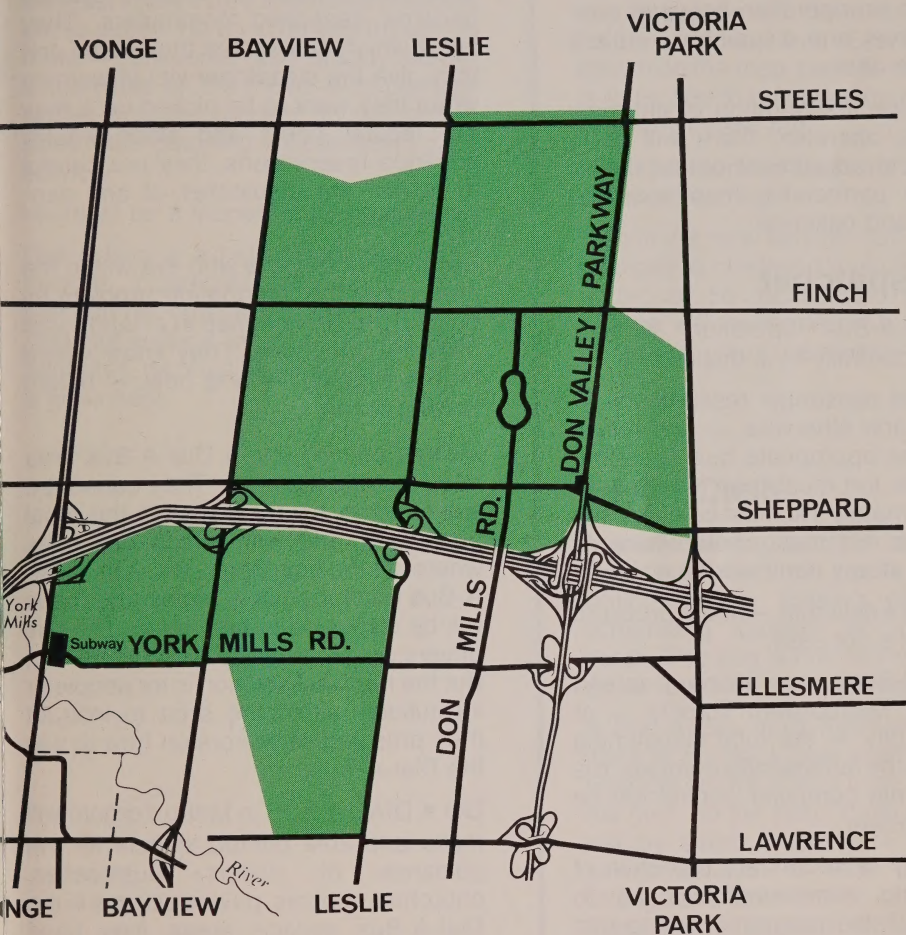 YONGE
BAYVIEW
LESLIE
VICTORIA
PARK
STEELES
DON VALLEY PARKWAY
FINCH
SHEPPARD
DON MILLS RD.
York
Mills
Subway
YORK MILLS RD.
ELLESMERE
LAWRENCE
River
NGE
BAYVIEW
LESLIE
VICTORIA
PARK